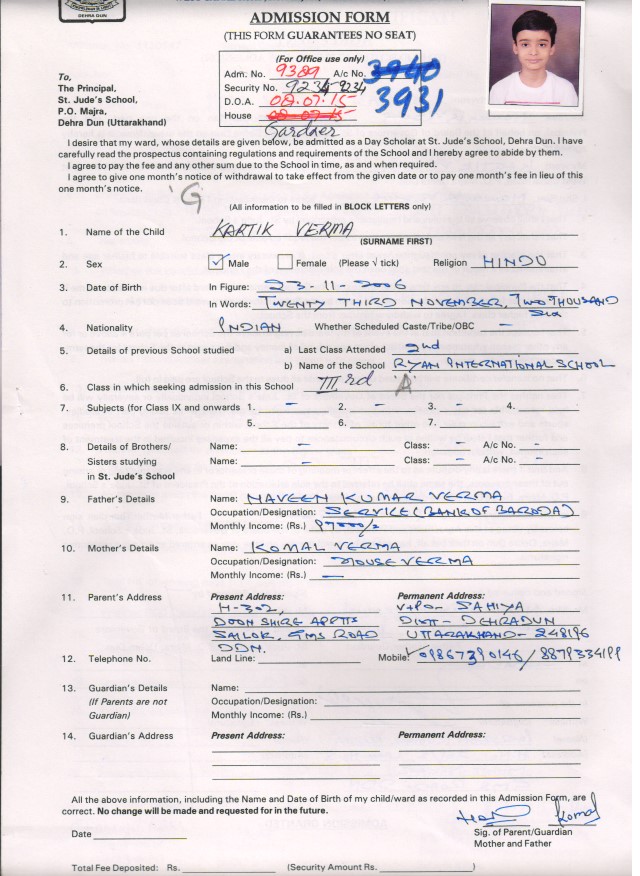 DEHRA DUN
ADMISSION FORM
(THIS FORM GUARANTEES NO SEAT)
(For Office use only)
Adm. No. 9389 A/c No. 3940
Security No. 9234 9234 3931
D.O.A. 08.07.15
House 08.07.15
Gardner
To,
The Principal,
St. Jude's School,
P.O. Majra,
Dehra Dun (Uttarakhand)
I desire that my ward, whose details are given below, be admitted as a Day Scholar at St. Jude's School, Dehra Dun. I have
carefully read the prospectus containing regulations and requirements of the School and I hereby agree to abide by them.
I agree to pay the fee and any other sum due to the School in time, as and when required.
I agree to give one month's notice of withdrawal to take effect from the given date or to pay one month's fee in lieu of this
one month's notice.
'G
(All information to be filled in BLOCK LETTERS only)
1. Name of the Child KARTIK VERMA
(SURNAME FIRST)
2. Sex ✓ Male Female (Please √ tick) Religion HINDU
3. Date of Birth In Figure: 23-11-2006
In Words: TWENTY THIRD NOVEMBER, TWO THOUSAND
Six
4. Nationality INDIAN Whether Scheduled Caste/Tribe/OBC –
5. Details of previous School studied a) Last Class Attended 2nd
b) Name of the School RYAN INTERNATIONAL SCHOOL
6. Class in which seeking admission in this School IIIrd 'A'
7. Subjects (for Class IX and onwards 1. – 2. – 3. – 4.
5. 6. 7.
8. Details of Brothers/ Name: – Class: – A/c No. –
Sisters studying Name: – Class: – A/c No. –
in St. Jude's School
9. Father's Details Name: NAVEEN KUMAR VERMA
Occupation/Designation: SERVICE (BANK OF BARODA)
Monthly Income: (Rs.) 97000/-
10. Mother's Details Name: KOMAL VERMA
Occupation/Designation: MOUSEVERMA
Monthly Income: (Rs.) –
11. Parent's Address Present Address: Permanent Address:
H-302, V+PO- SAHIYA
DOON SHIRE APPTTS DISTT- DEHRADUN
SAILOK, GMS ROAD UTTARAKHAND- 248196
DDN.
12. Telephone No. Land Line: Mobile: 09867390146 / 8879334199
13. Guardian's Details Name:
(If Parents are not Occupation/Designation:
Guardian) Monthly Income: (Rs.)
14. Guardian's Address Present Address: Permanent Address:
All the above information, including the Name and Date of Birth of my child/ward as recorded in this Admission Form, are
correct. No change will be made and requested for in the future.
Komal
Date Sig. of Parent/Guardian
Mother and Father
Total Fee Deposited: Rs. (Security Amount Rs. )